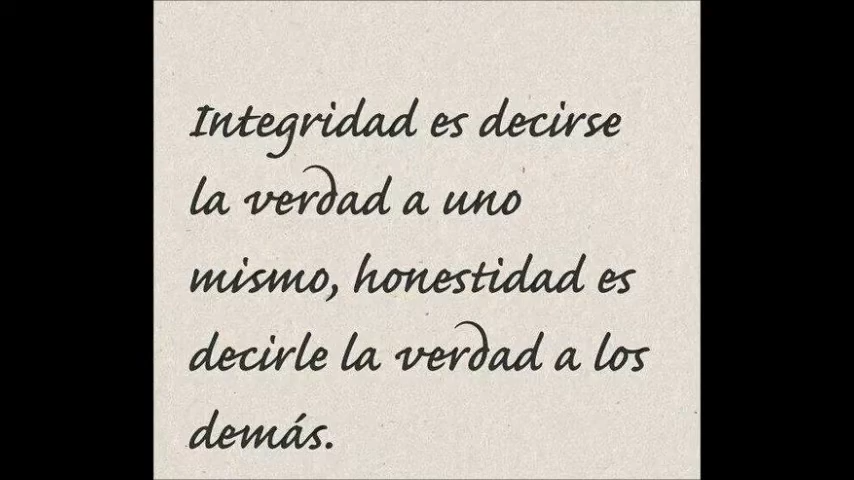 Integridad es decirse
la verdad a uno
mismo, honestidad es
decirle la verdad a los
demás.